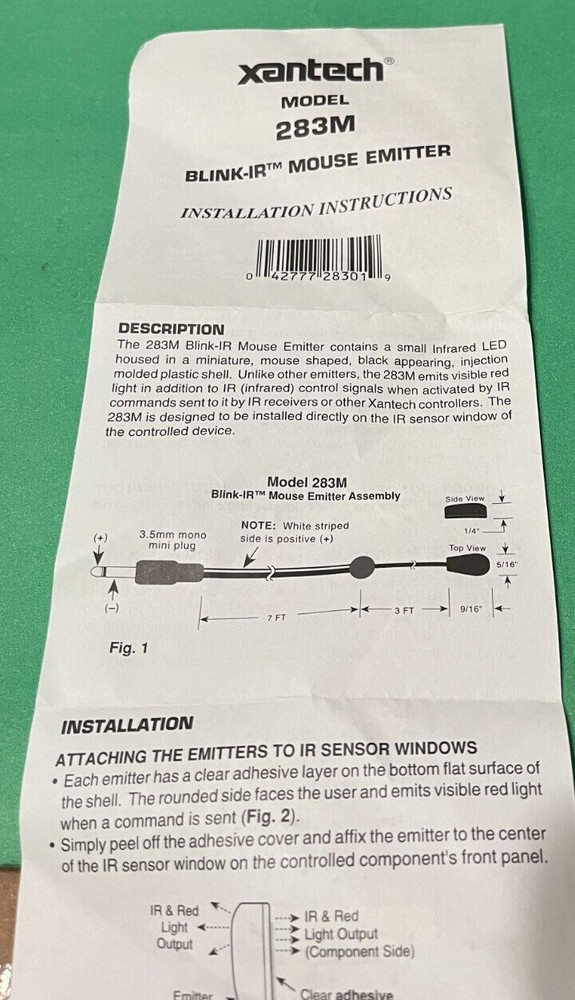 xantech®
MODEL
283M
BLINK-IR™ MOUSE EMITTER
INSTALLATION INSTRUCTIONS
0 42777 28301 9
DESCRIPTION
The 283M Blink-IR Mouse Emitter contains a small Infrared LED
housed in a miniature, mouse shaped, black appearing, injection
molded plastic shell. Unlike other emitters, the 283M emits visible red
light in addition to IR (infrared) control signals when activated by IR
commands sent to it by IR receivers or other Xantech controllers. The
283M is designed to be installed directly on the IR sensor window of
the controlled device.
Model 283M
Blink-IR™ Mouse Emitter Assembly
Side View
1/4"
NOTE: White striped
side is positive (+)
3.5mm mono
mini plug
(+)
(-)
Top View
5/16"
7 FT
3 FT
9/16"
Fig. 1
INSTALLATION
ATTACHING THE EMITTERS TO IR SENSOR WINDOWS
• Each emitter has a clear adhesive layer on the bottom flat surface of
the shell. The rounded side faces the user and emits visible red light
when a command is sent (Fig. 2).
• Simply peel off the adhesive cover and affix the emitter to the center
of the IR sensor window on the controlled component's front panel.
IR & Red
Light
Output
IR & Red
Light Output
(Component Side)
Emitter
Clear adhesive